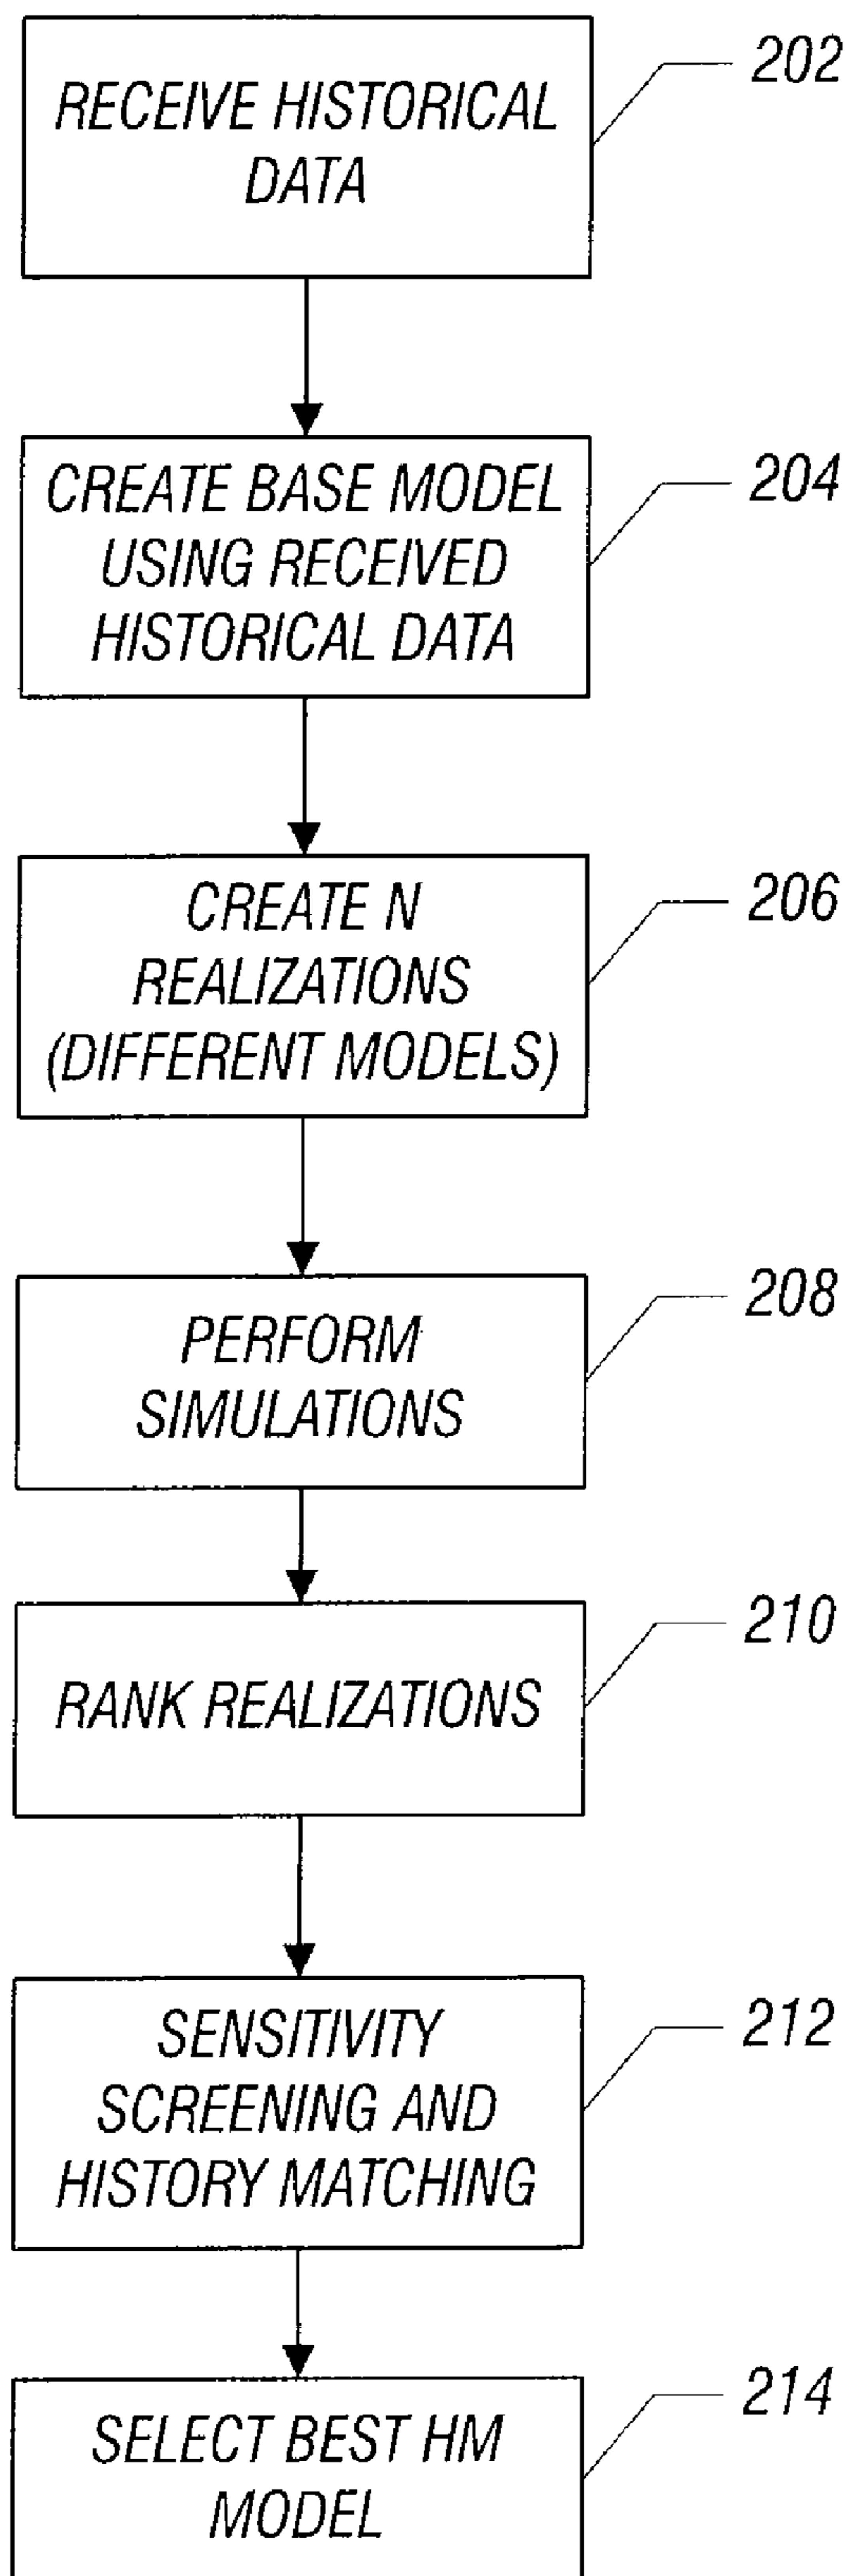 RECEIVE HISTORICAL
DATA
202
CREATE BASE MODEL
USING RECEIVED
HISTORICAL DATA
204
CREATE N
REALIZATIONS
(DIFFERENT MODELS)
206
PERFORM
SIMULATIONS
208
RANK REALIZATIONS
210
SENSITIVITY
SCREENING AND
HISTORY MATCHING
212
SELECT BEST HM
MODEL
214